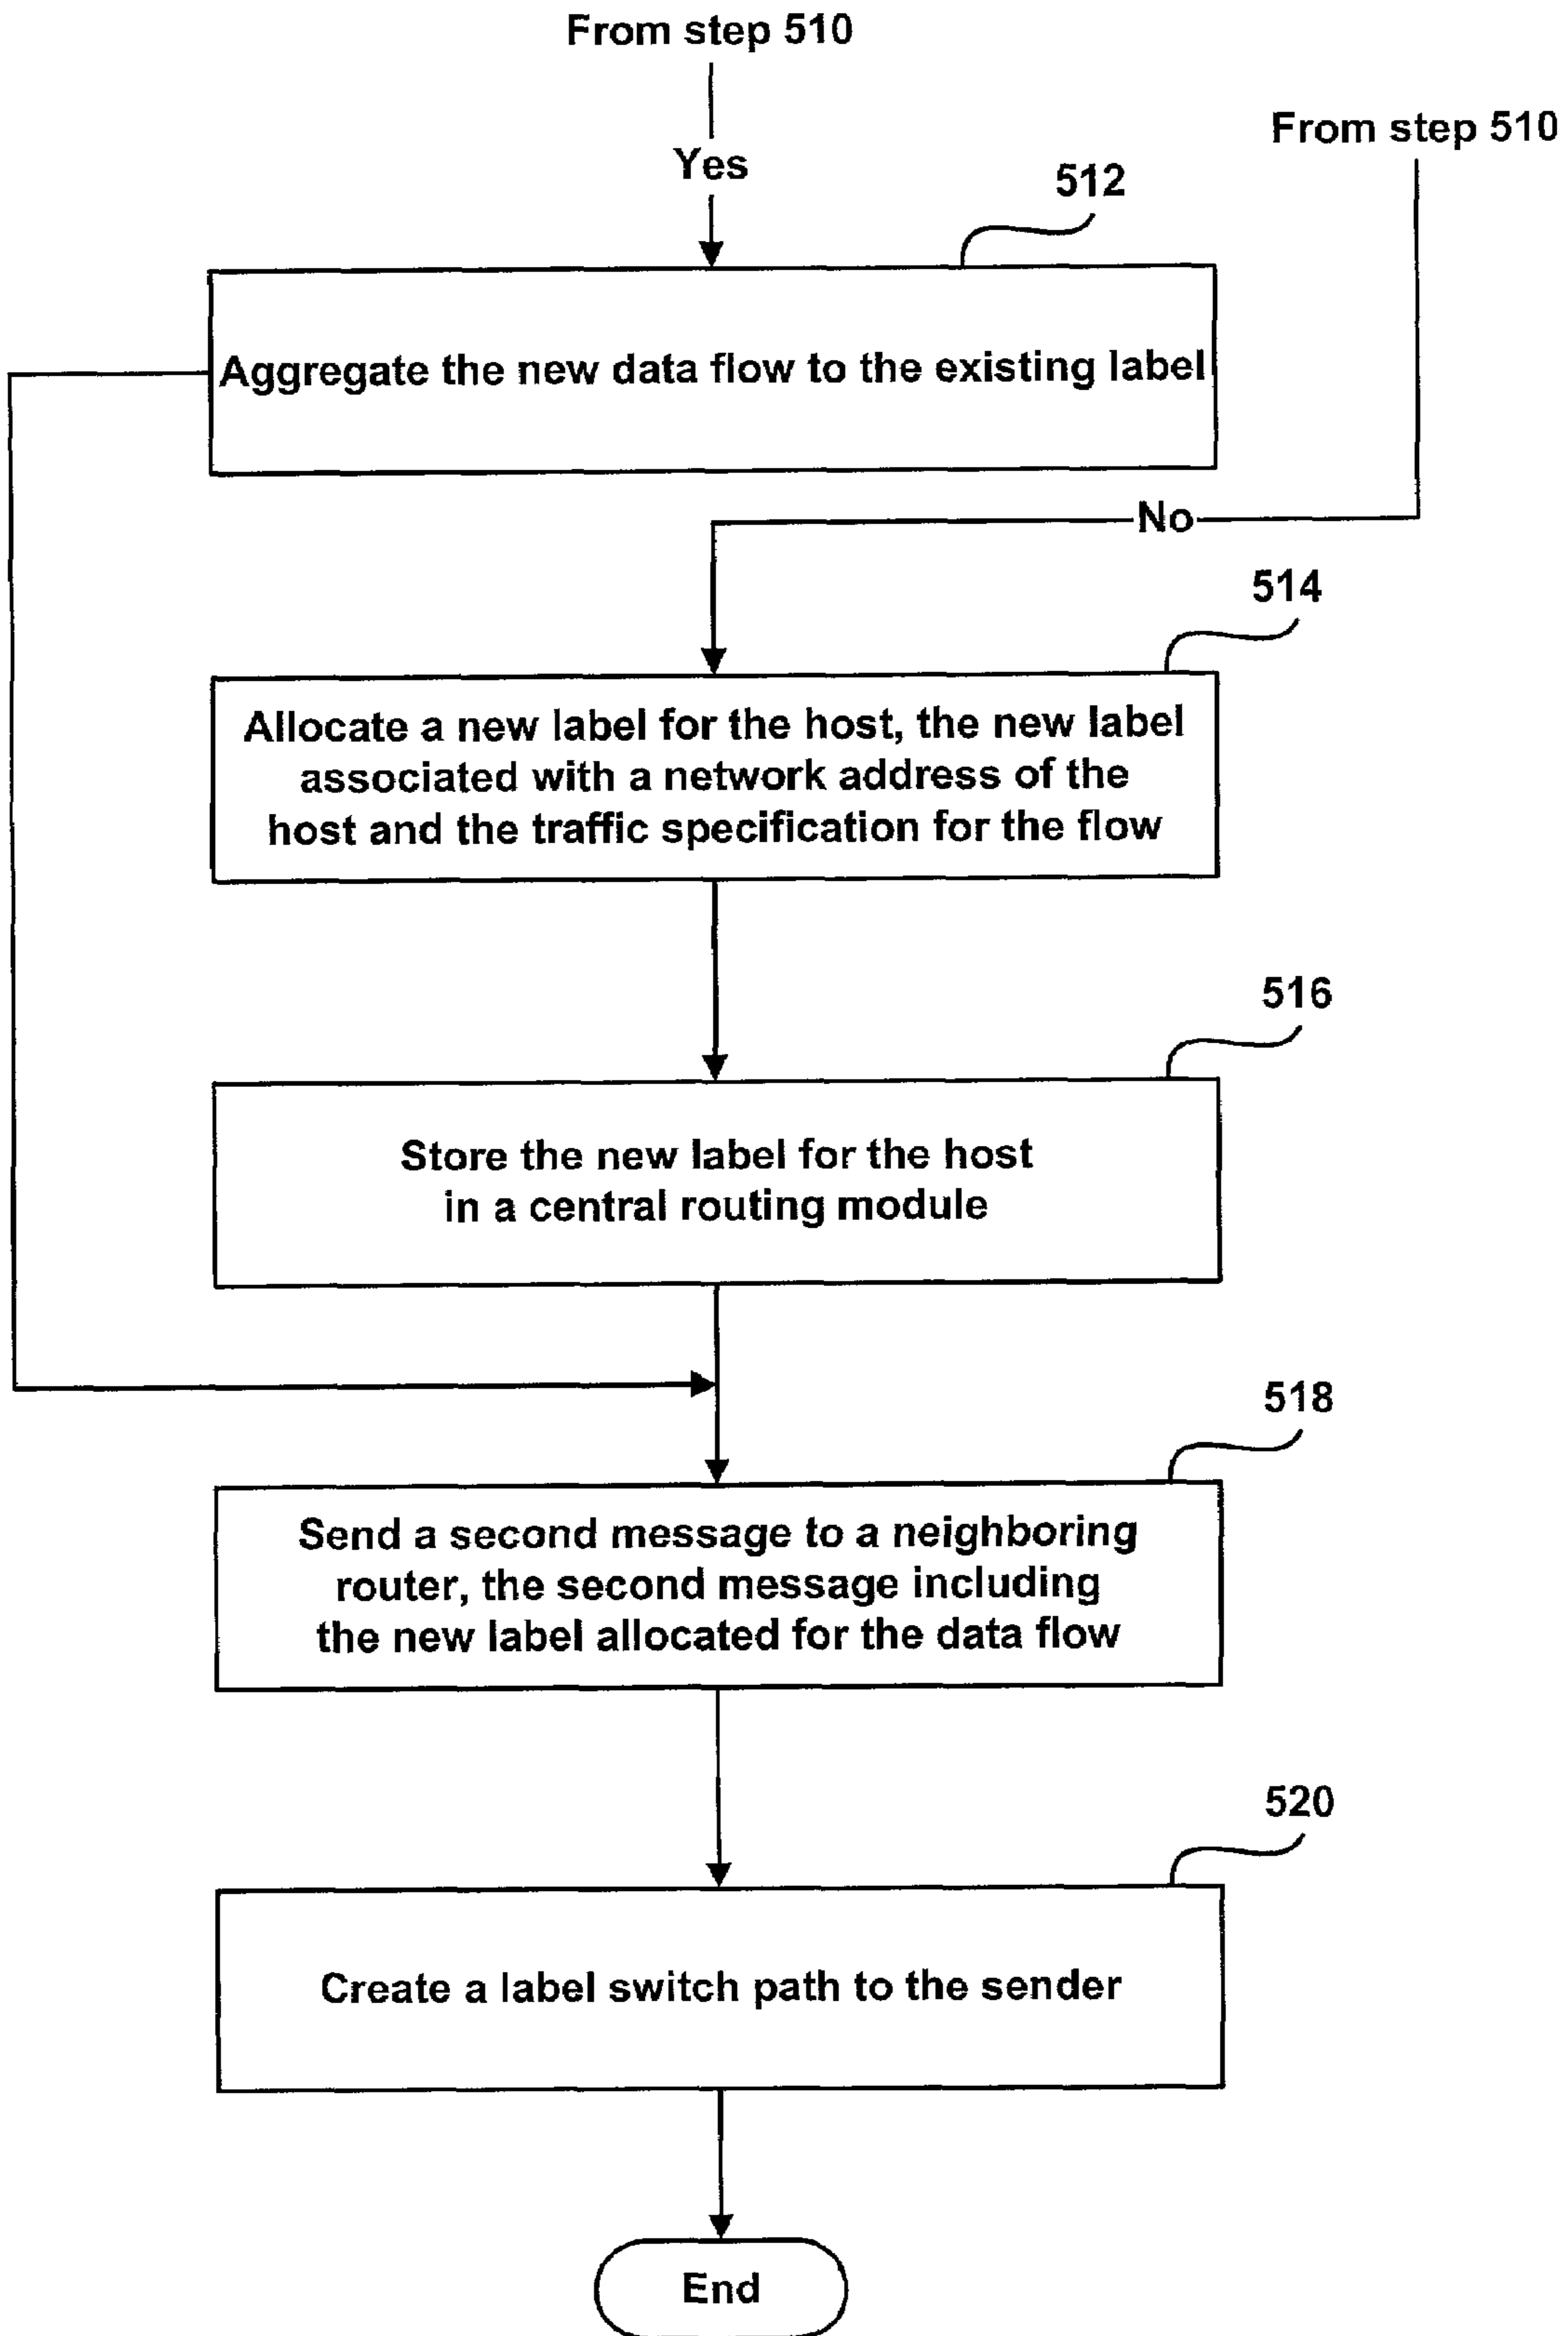 From step 510
From step 510
Yes
512
Aggregate the new data flow to the existing label
No
514
Allocate a new label for the host, the new label
associated with a network address of the
host and the traffic specification for the flow
516
Store the new label for the host
in a central routing module
518
Send a second message to a neighboring
router, the second message including
the new label allocated for the data flow
520
Create a label switch path to the sender
End